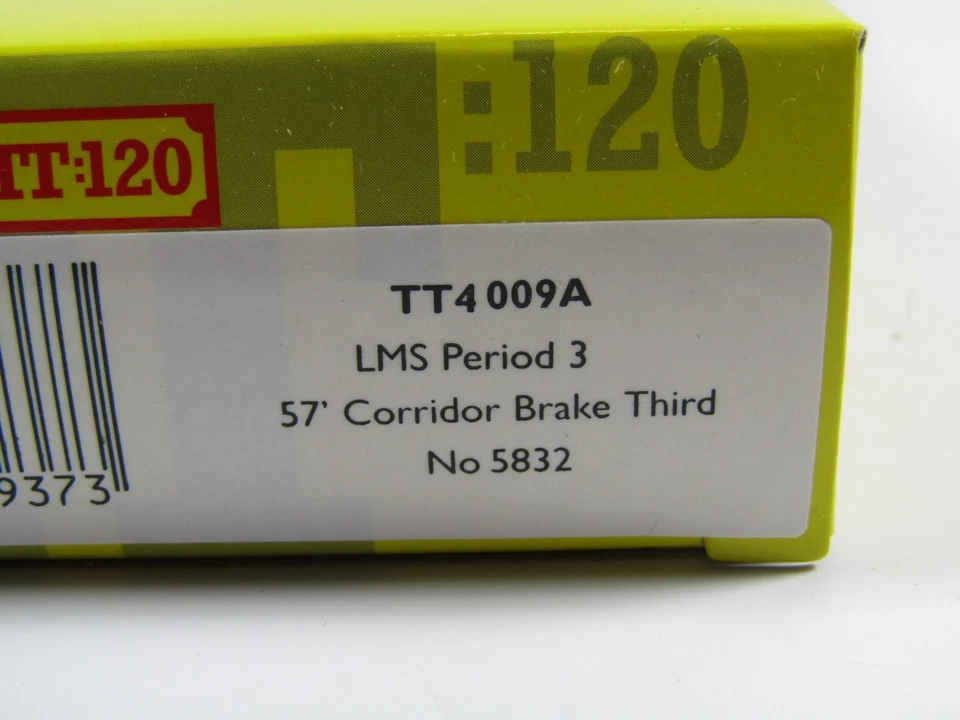 :120
TT:120
TT4009A
LMS Period 3
57' Corridor Brake Third
No 5832
9373